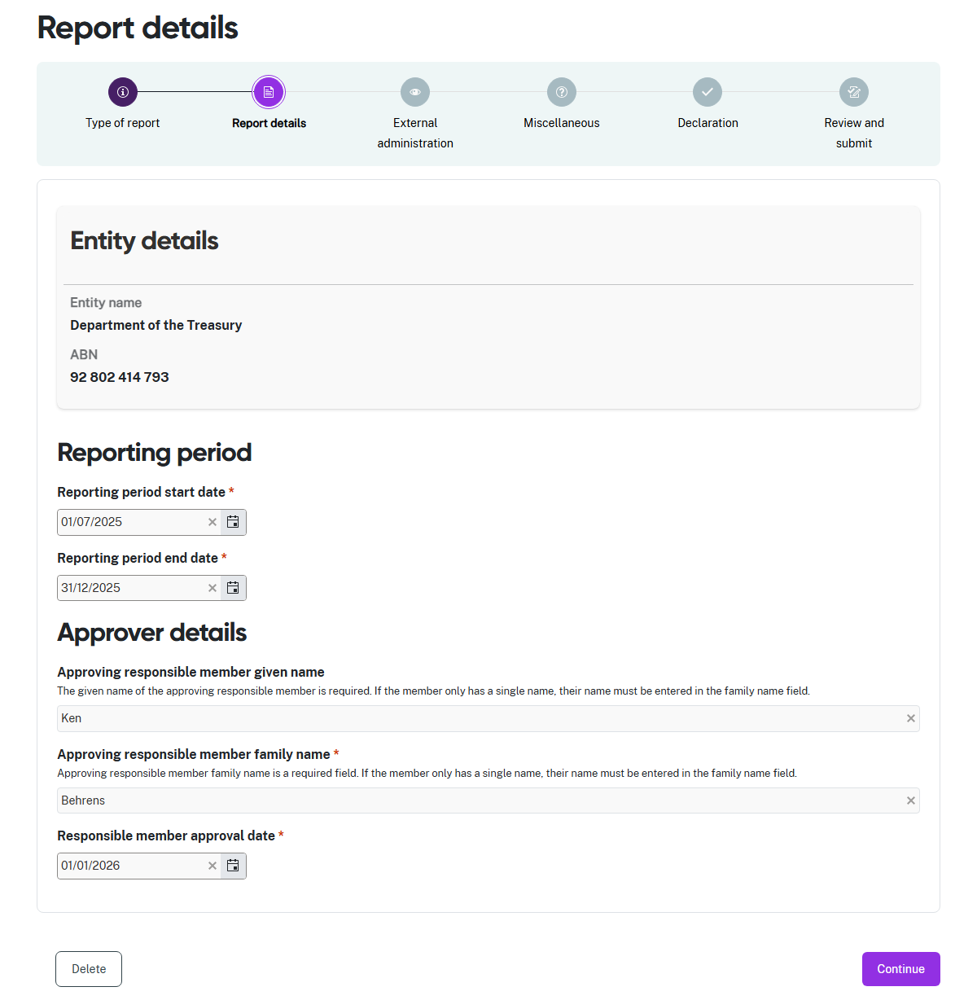 Report details
Type of report
Report details
External
administration
Miscellaneous
Declaration
Review and
submit
Entity details
Entity name
Department of the Treasury
ABN
92 802 414 793
Reporting period
Reporting period start date *
01/07/2025
Reporting period end date *
31/12/2025
Approver details
Approving responsible member given name
The given name of the approving responsible member is required. If the member only has a single name, their name must be entered in the family name field.
Ken
Approving responsible member family name *
Approving responsible member family name is a required field. If the member only has a single name, their name must be entered in the family name field.
Behrens
Responsible member approval date *
01/01/2026
Delete
Continue